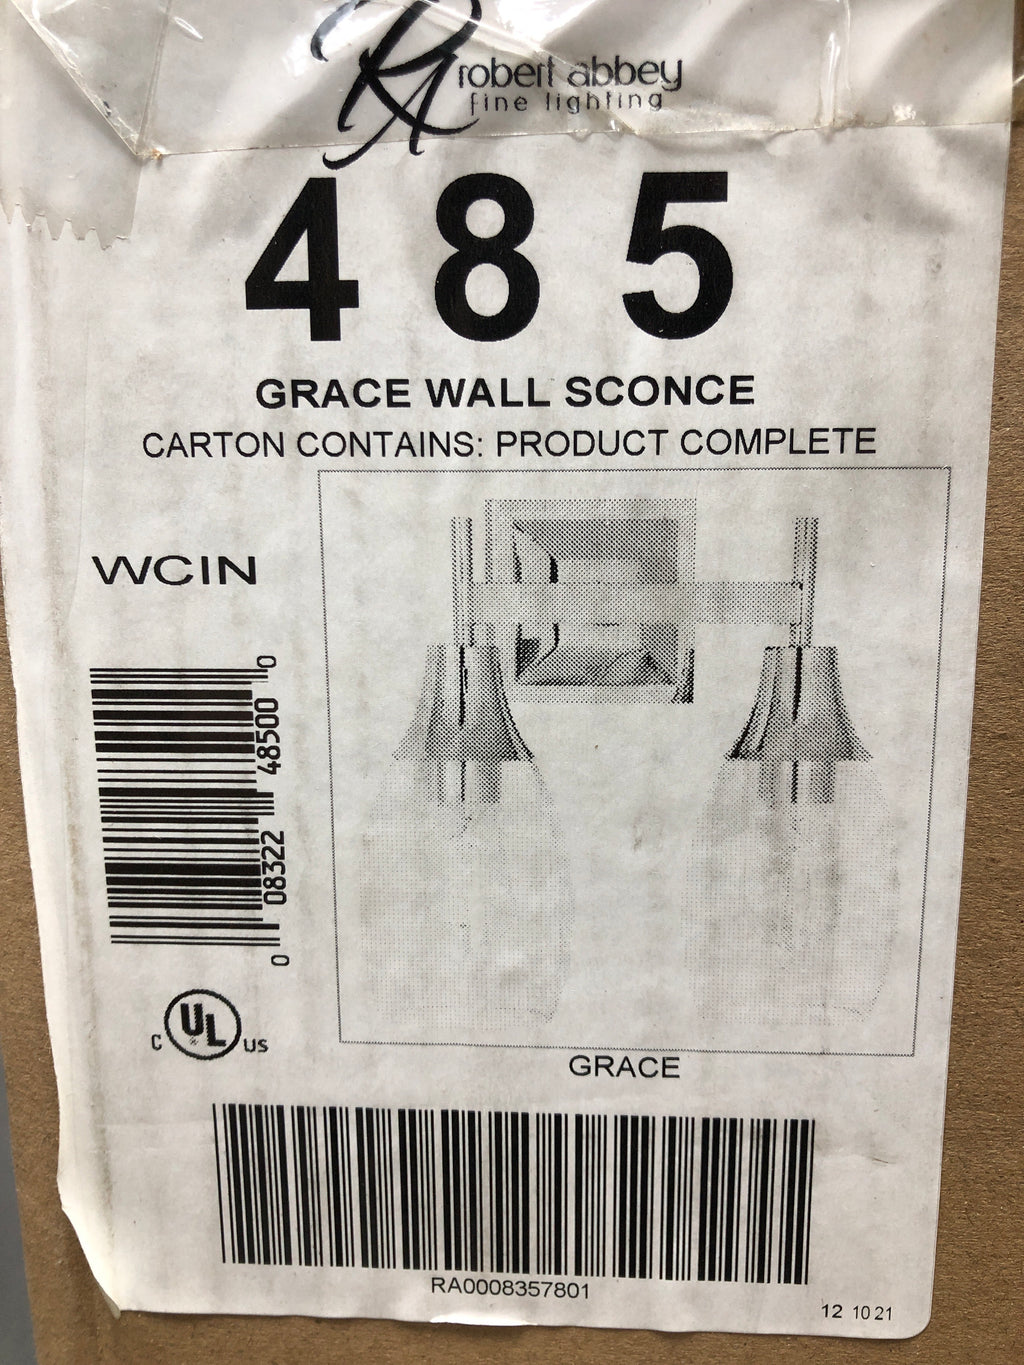 RA robert abbey
fine lighting
485
GRACE WALL SCONCE
CARTON CONTAINS: PRODUCT COMPLETE
WCIN
0 08322 48500 0
C UL US
GRACE
RA0008357801
12 10 21